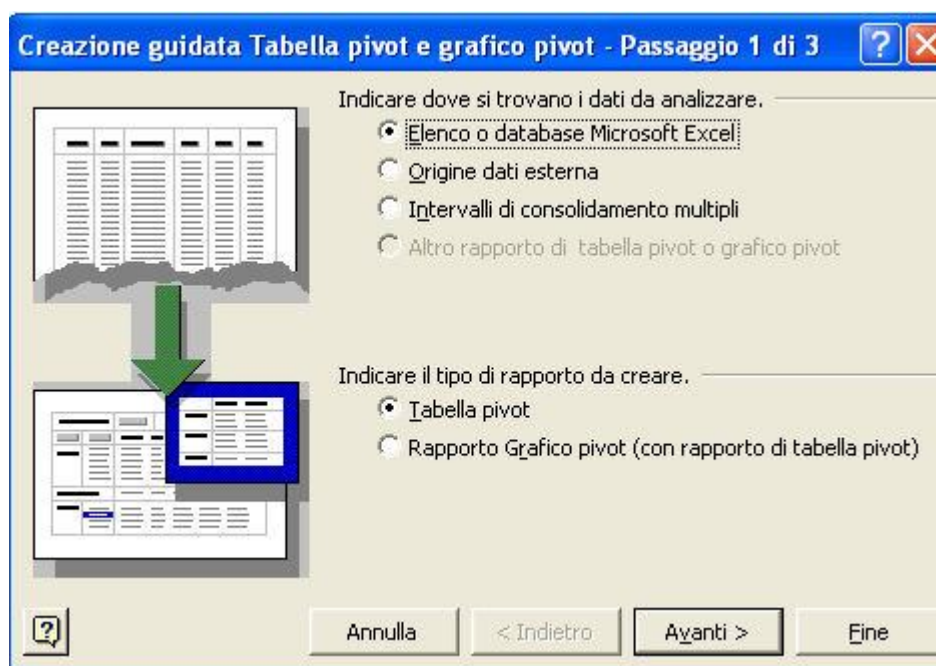 Creazione guidata Tabella pivot e grafico pivot - Passaggio 1 di 3
Indicare dove si trovano i dati da analizzare.
Elenco o database Microsoft Excel
Origine dati esterna
Intervalli di consolidamento multipli
Altro rapporto di tabella pivot o grafico pivot
Indicare il tipo di rapporto da creare.
Tabella pivot
Rapporto Grafico pivot (con rapporto di tabella pivot)
Annulla
< Indietro
Avanti >
Fine